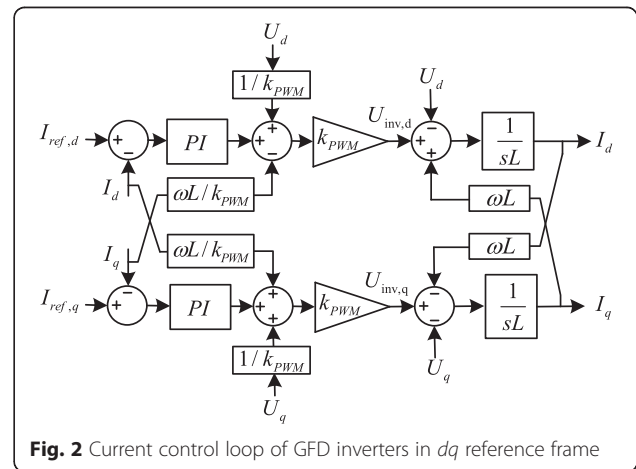 U_d
1/k_PWM
U_d
I_ref,d
+
−
PI
+
+
−
k_PWM
U_inv,d
+
−
+
1/sL
I_d
I_d
ωL/k_PWM
ωL
I_q
ωL/k_PWM
ωL
I_ref,q
+
−
PI
+
+
+
k_PWM
U_inv,q
+
−
−
1/sL
I_q
1/k_PWM
U_q
U_q
Fig. 2 Current control loop of GFD inverters in dq reference frame